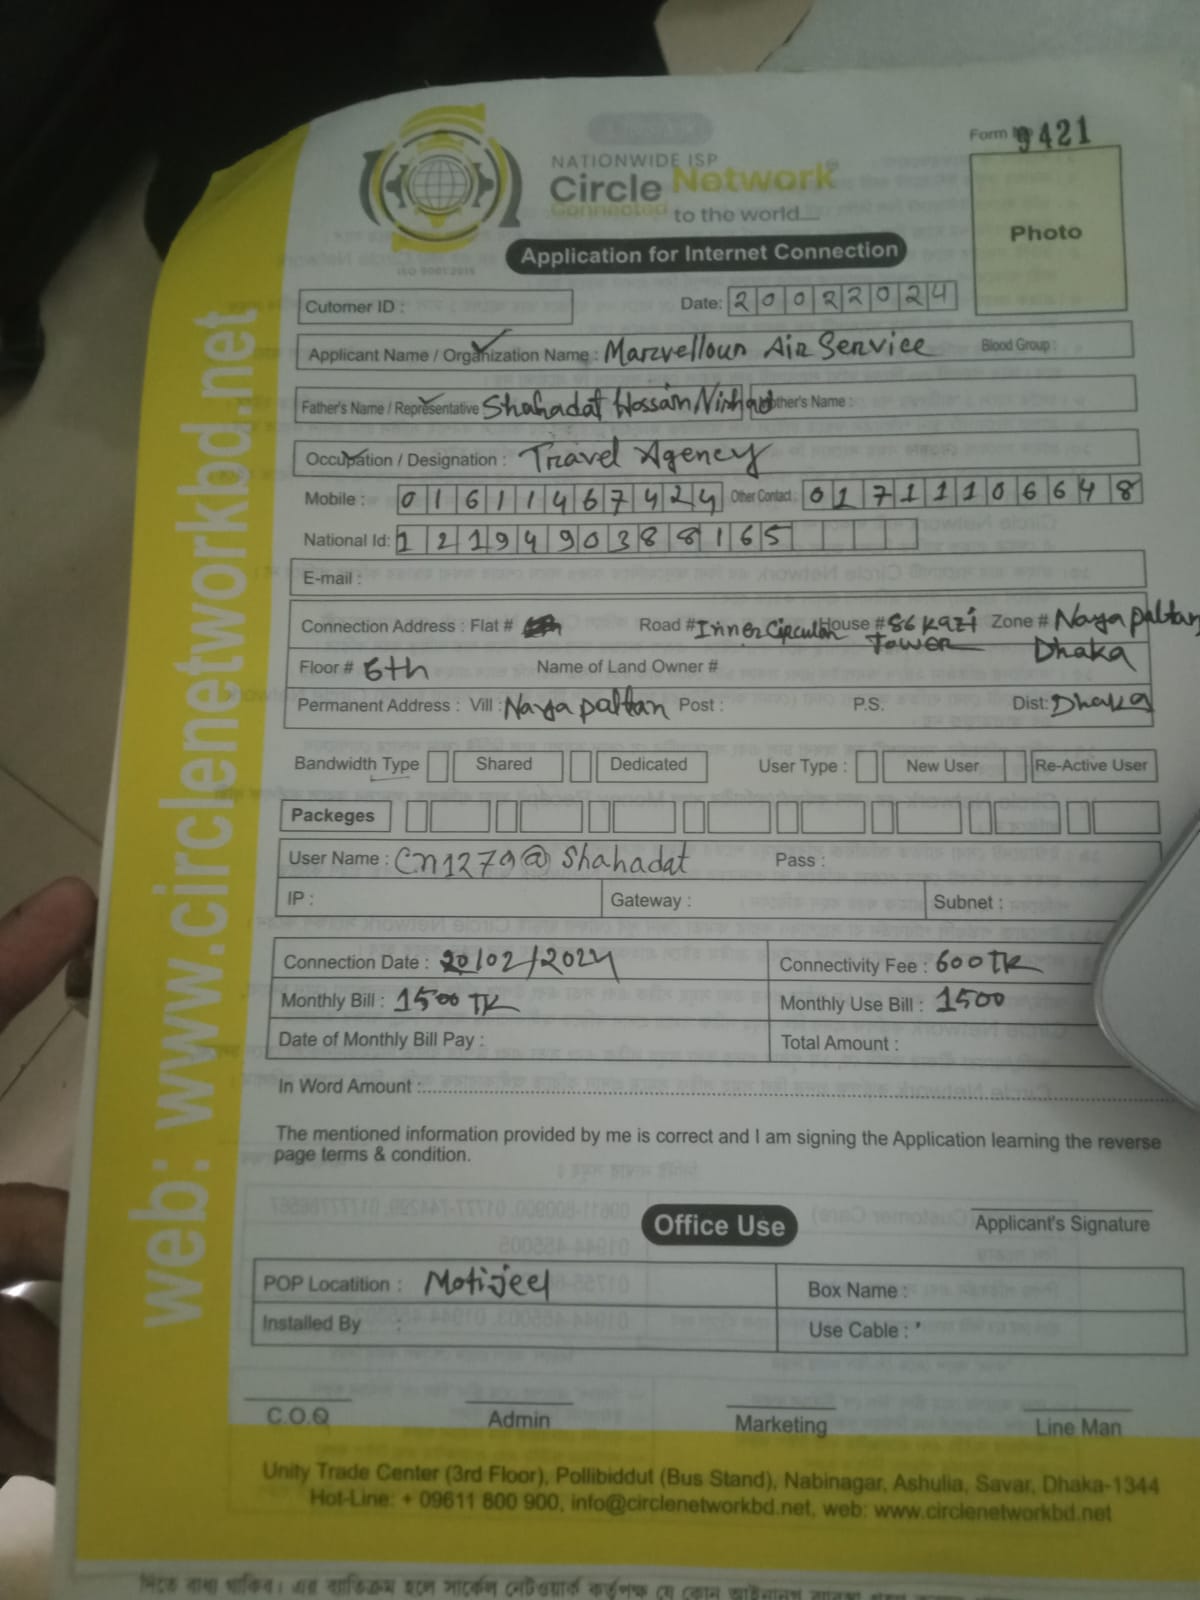 Form No 9421
NATIONWIDE ISP
Circle Network
Connected to the world...
ISO 9001:2015
Application for Internet Connection
Photo
Cutomer ID :
Date: 20022024
Applicant Name / Organization Name : Marvelloun Air Service Blood Group :
Father's Name / Representative Shahadat Hossain Nishad Mother's Name :
Occupation / Designation : Travel Agency
Mobile : 01611467424 Other Contact : 01711106648
National Id: 1219490388165
E-mail :
Connection Address : Flat # Road # Inner Circular House # 86 Kazi Tower Zone # Naya paltan Dhaka
Floor # 6th Name of Land Owner #
Permanent Address : Vill : Naya paltan Post : P.S. Dist: Dhaka
Bandwidth Type Shared Dedicated User Type : New User Re-Active User
Packeges
User Name : Cn1279@shahadat Pass :
IP : Gateway : Subnet :
Connection Date : 20/02/2024 Connectivity Fee : 600TK
Monthly Bill : 1500 TK Monthly Use Bill : 1500
Date of Monthly Bill Pay : Total Amount :
In Word Amount :
The mentioned information provided by me is correct and I am signing the Application learning the reverse
page terms & condition.
Applicant's Signature
Office Use
POP Locatition : Motijeel Box Name :
Installed By : Use Cable :
C.O.Q Admin Marketing Line Man
Unity Trade Center (3rd Floor), Pollibiddut (Bus Stand), Nabinagar, Ashulia, Savar, Dhaka-1344
Hot-Line: + 09611 800 900, info@circlenetworkbd.net, web: www.circlenetworkbd.net
web: www.circlenetworkbd.net